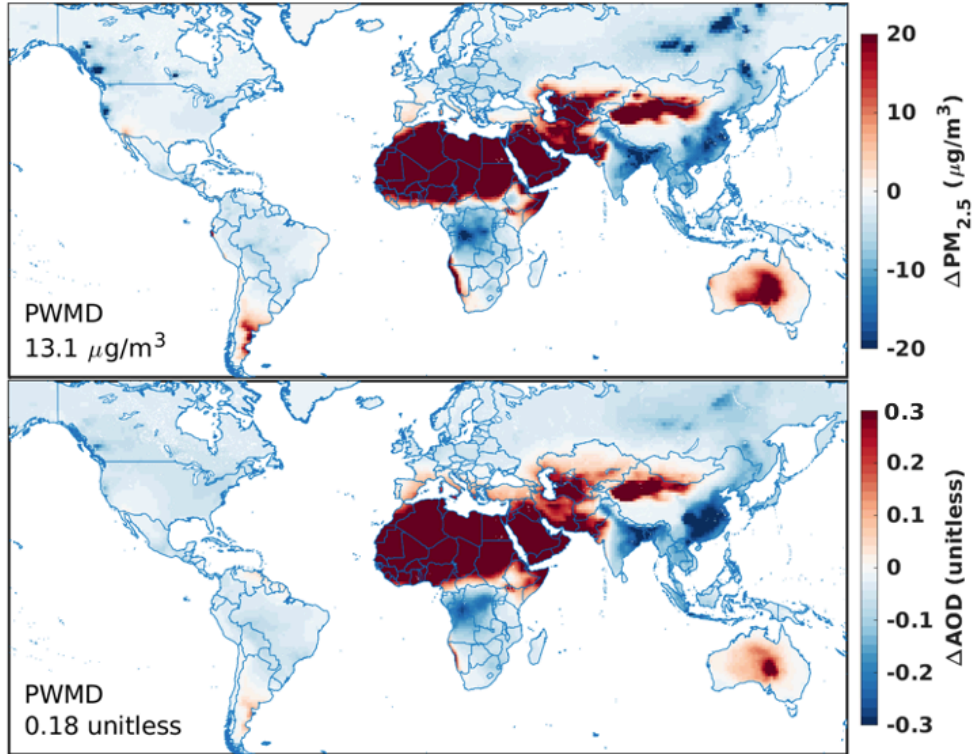 20
10
0
-10
-20
ΔPM2.5 (μg/m3)
PWMD
13.1 μg/m3
0.3
0.2
0.1
0
-0.1
-0.2
-0.3
ΔAOD (unitless)
PWMD
0.18 unitless